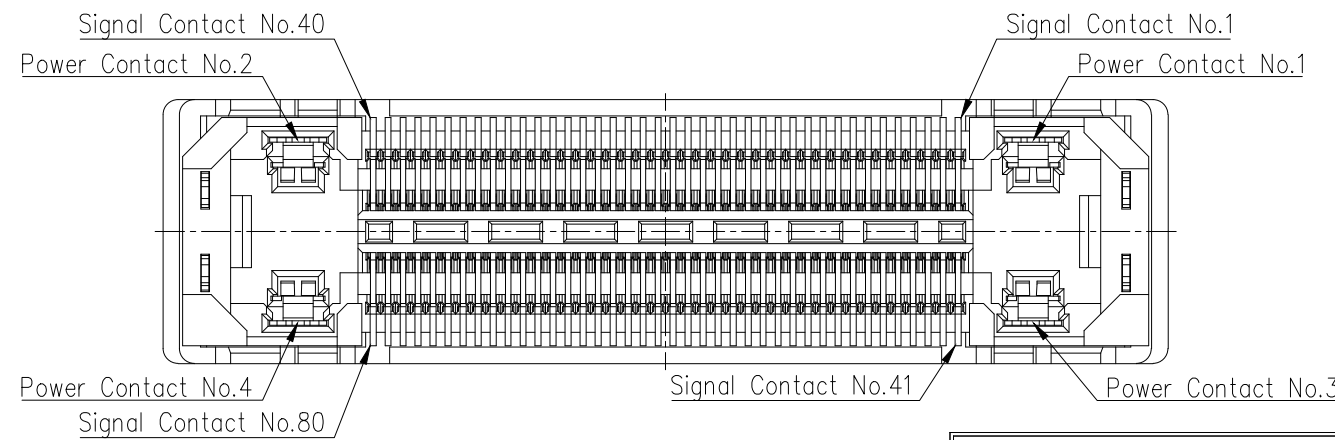 Signal Contact No.40
Signal Contact No.1
Power Contact No.2
Power Contact No.1
Power Contact No.4
Signal Contact No.41
Power Contact No.3
Signal Contact No.80